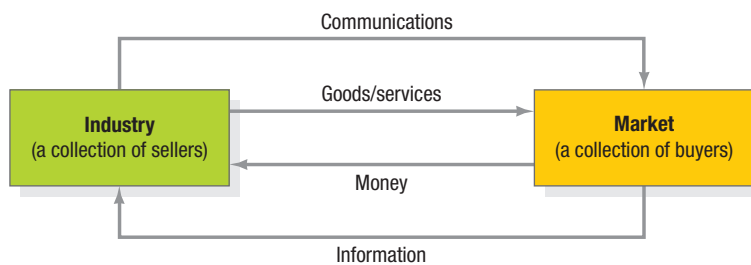 Communications
Goods/services
Industry
(a collection of sellers)
Market
(a collection of buyers)
Money
Information